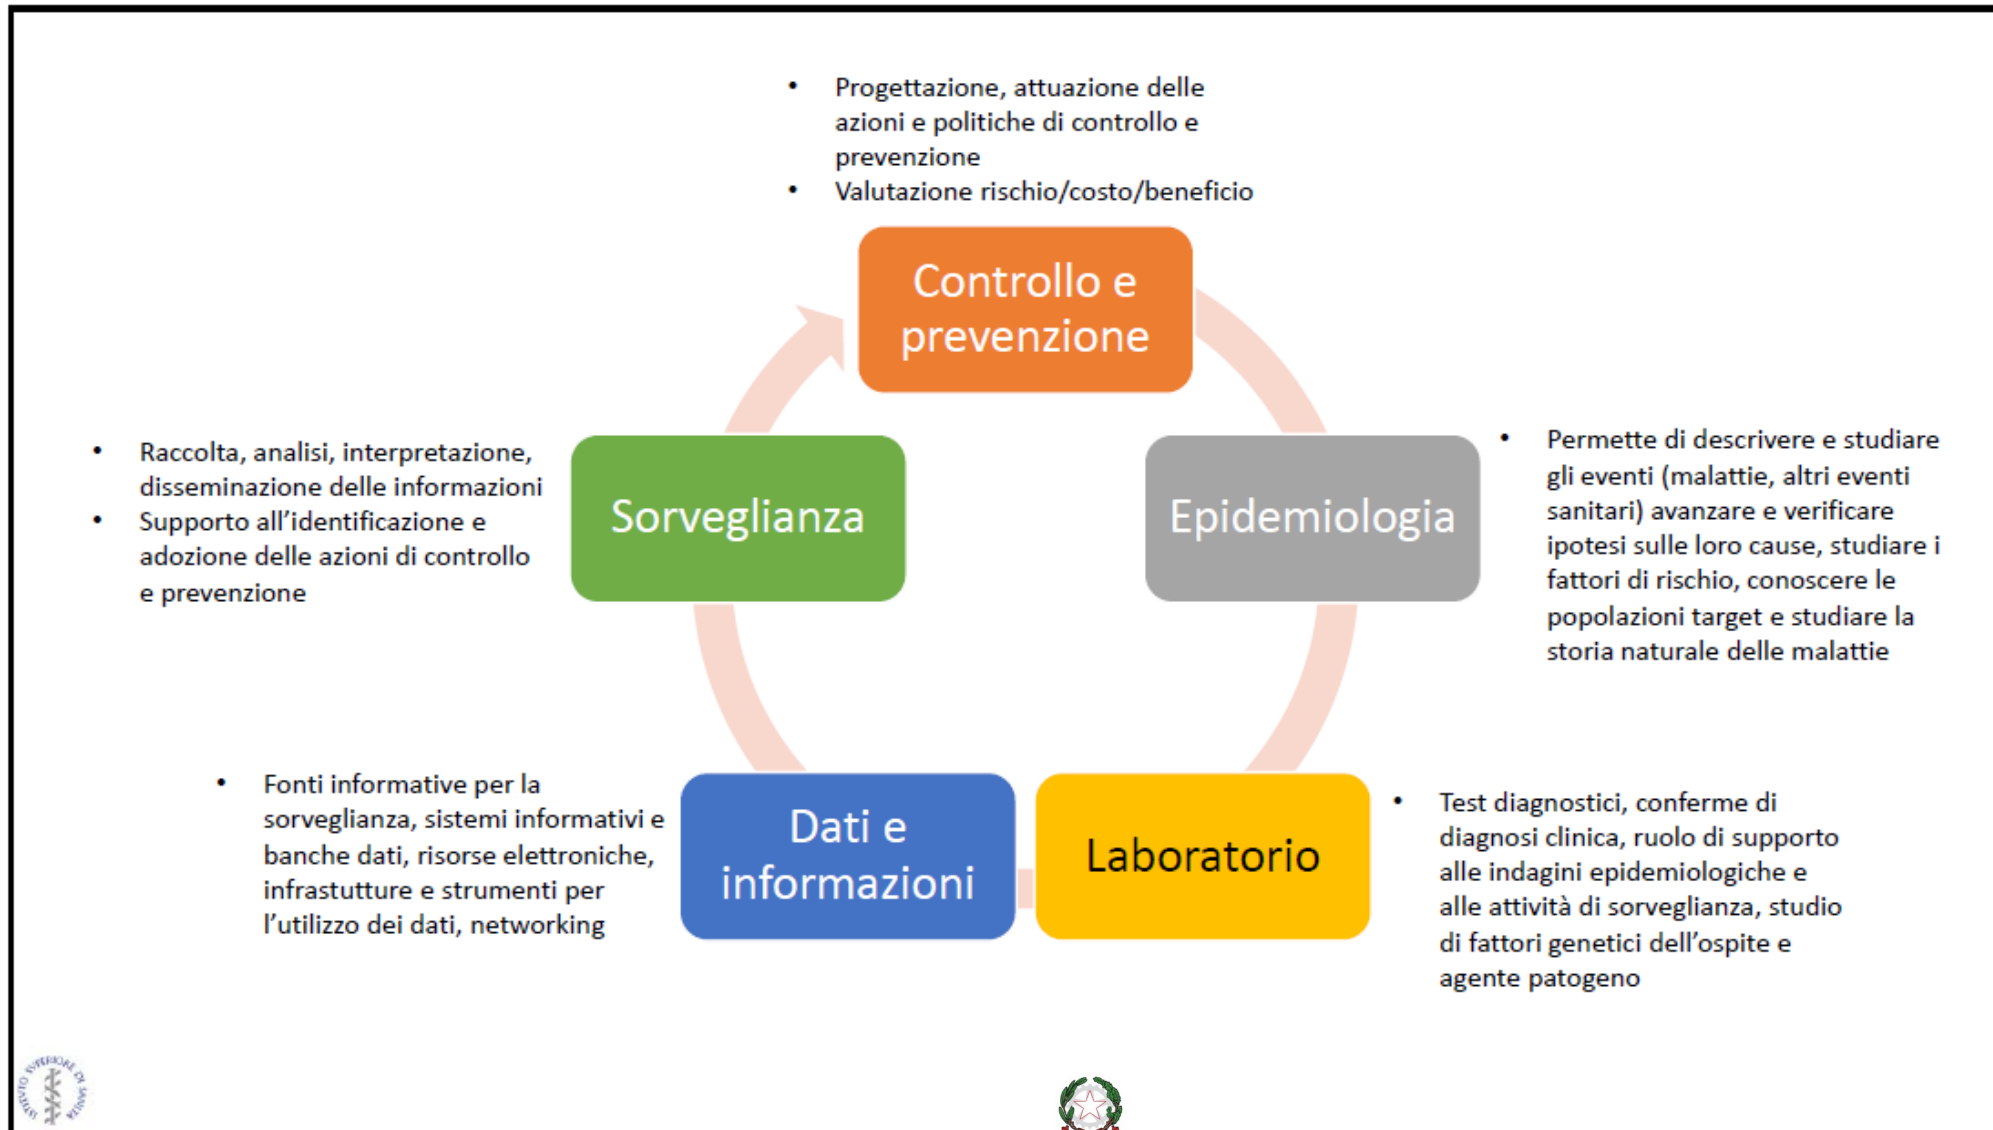 • Progettazione, attuazione delle
azioni e politiche di controllo e
prevenzione
• Valutazione rischio/costo/beneficio
Controllo e
prevenzione
• Raccolta, analisi, interpretazione,
disseminazione delle informazioni
• Supporto all'identificazione e
adozione delle azioni di controllo
e prevenzione
Sorveglianza
Epidemiologia
• Permette di descrivere e studiare
gli eventi (malattie, altri eventi
sanitari) avanzare e verificare
ipotesi sulle loro cause, studiare i
fattori di rischio, conoscere le
popolazioni target e studiare la
storia naturale delle malattie
• Fonti informative per la
sorveglianza, sistemi informativi e
banche dati, risorse elettroniche,
infrastutture e strumenti per
l'utilizzo dei dati, networking
Dati e
informazioni
Laboratorio
• Test diagnostici, conferme di
diagnosi clinica, ruolo di supporto
alle indagini epidemiologiche e
alle attività di sorveglianza, studio
di fattori genetici dell'ospite e
agente patogeno
ISTITUTO SUPERIORE DI SANITÀ